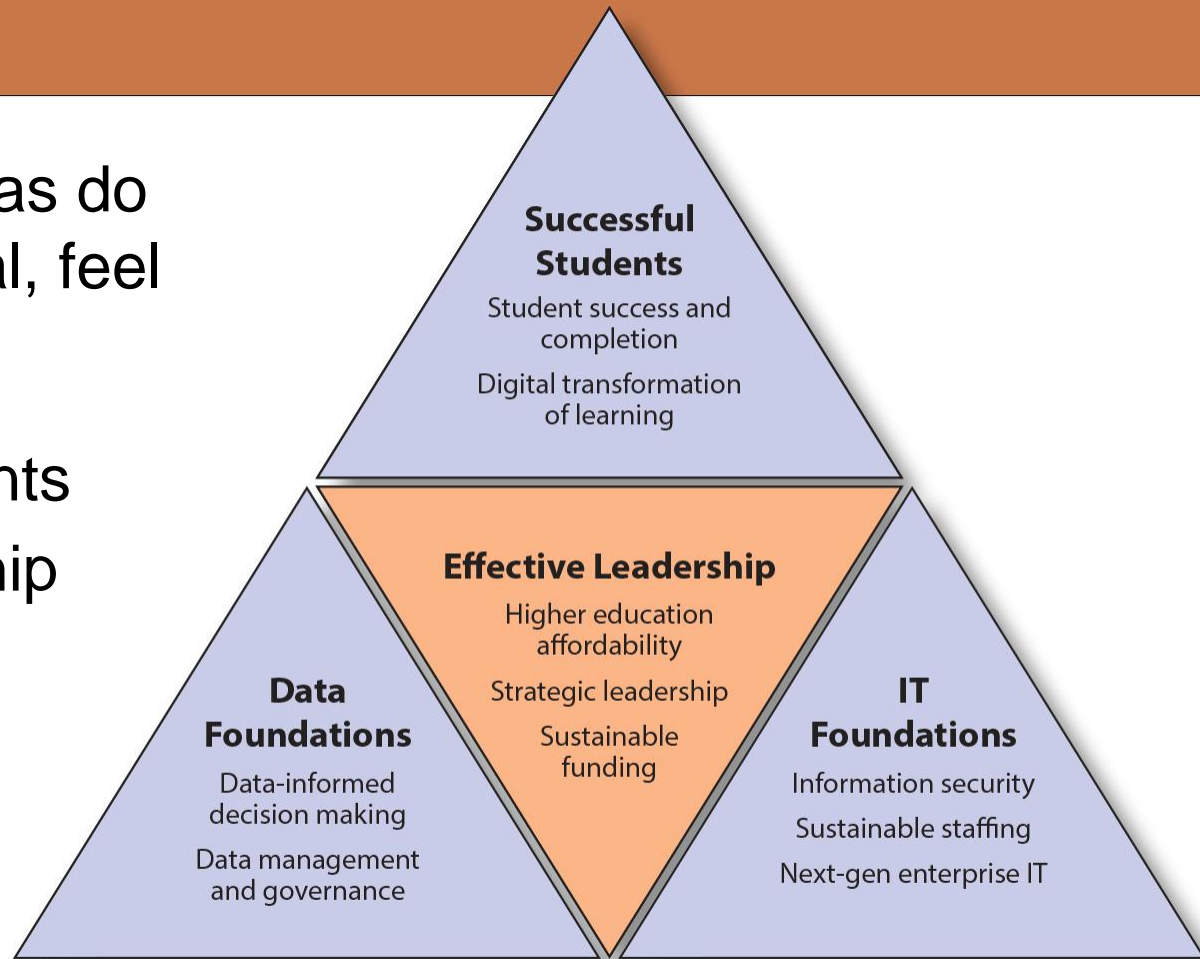 as do
al, feel
nts
hip
Successful
Students
Student success and
completion
Digital transformation
of learning
Effective Leadership
Higher education
affordability
Strategic leadership
Sustainable
funding
Data
Foundations
Data-informed
decision making
Data management
and governance
IT
Foundations
Information security
Sustainable staffing
Next-gen enterprise IT